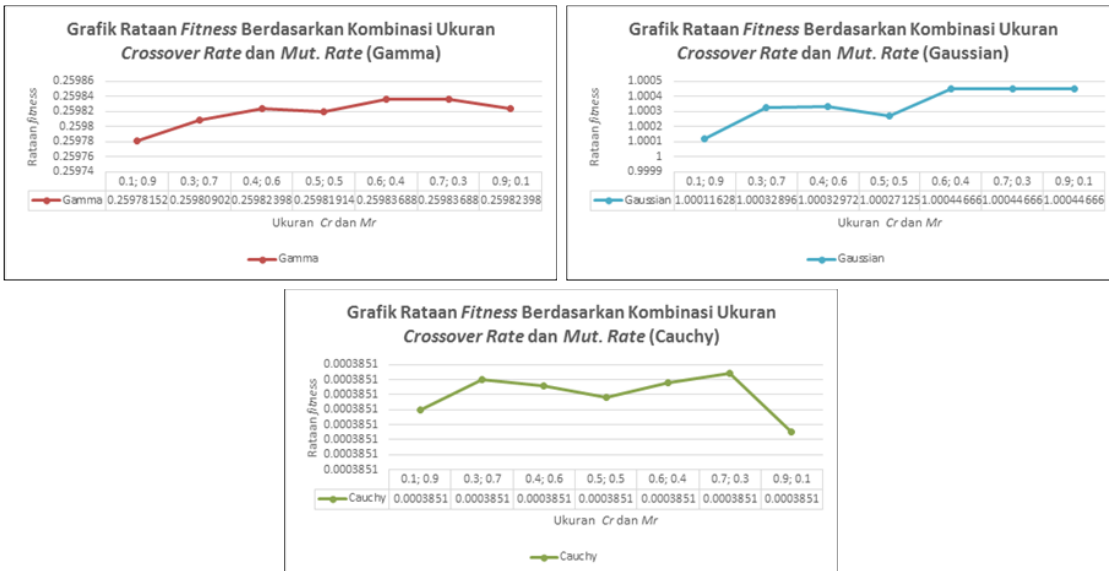 Grafik Rataan Fitness Berdasarkan Kombinasi Ukuran
Crossover Rate dan Mut. Rate (Gamma)
Rataan fitness
0.25986
0.25984
0.25982
0.2598
0.25978
0.25976
0.25974
0.1; 0.9 0.3; 0.7 0.4; 0.6 0.5; 0.5 0.6; 0.4 0.7; 0.3 0.9; 0.1
Gamma 0.25978152 0.25980902 0.25982398 0.25981914 0.25983688 0.25983688 0.25982398
Ukuran Cr dan Mr
Gamma
Grafik Rataan Fitness Berdasarkan Kombinasi Ukuran
Crossover Rate dan Mut. Rate (Gaussian)
Rataan fitness
1.0005
1.0004
1.0003
1.0002
1.0001
1
0.9999
0.1; 0.9 0.3; 0.7 0.4; 0.6 0.5; 0.5 0.6; 0.4 0.7; 0.3 0.9; 0.1
Gaussian 1.00011628 1.00032896 1.00032972 1.00027125 1.00044666 1.00044666 1.00044666
Ukuran Cr dan Mr
Gaussian
Grafik Rataan Fitness Berdasarkan Kombinasi Ukuran
Crossover Rate dan Mut. Rate (Cauchy)
Rataan fitness
0.0003851
0.0003851
0.0003851
0.0003851
0.0003851
0.0003851
0.0003851
0.0003851
0.1; 0.9 0.3; 0.7 0.4; 0.6 0.5; 0.5 0.6; 0.4 0.7; 0.3 0.9; 0.1
Cauchy 0.0003851 0.0003851 0.0003851 0.0003851 0.0003851 0.0003851 0.0003851
Ukuran Cr dan Mr
Cauchy